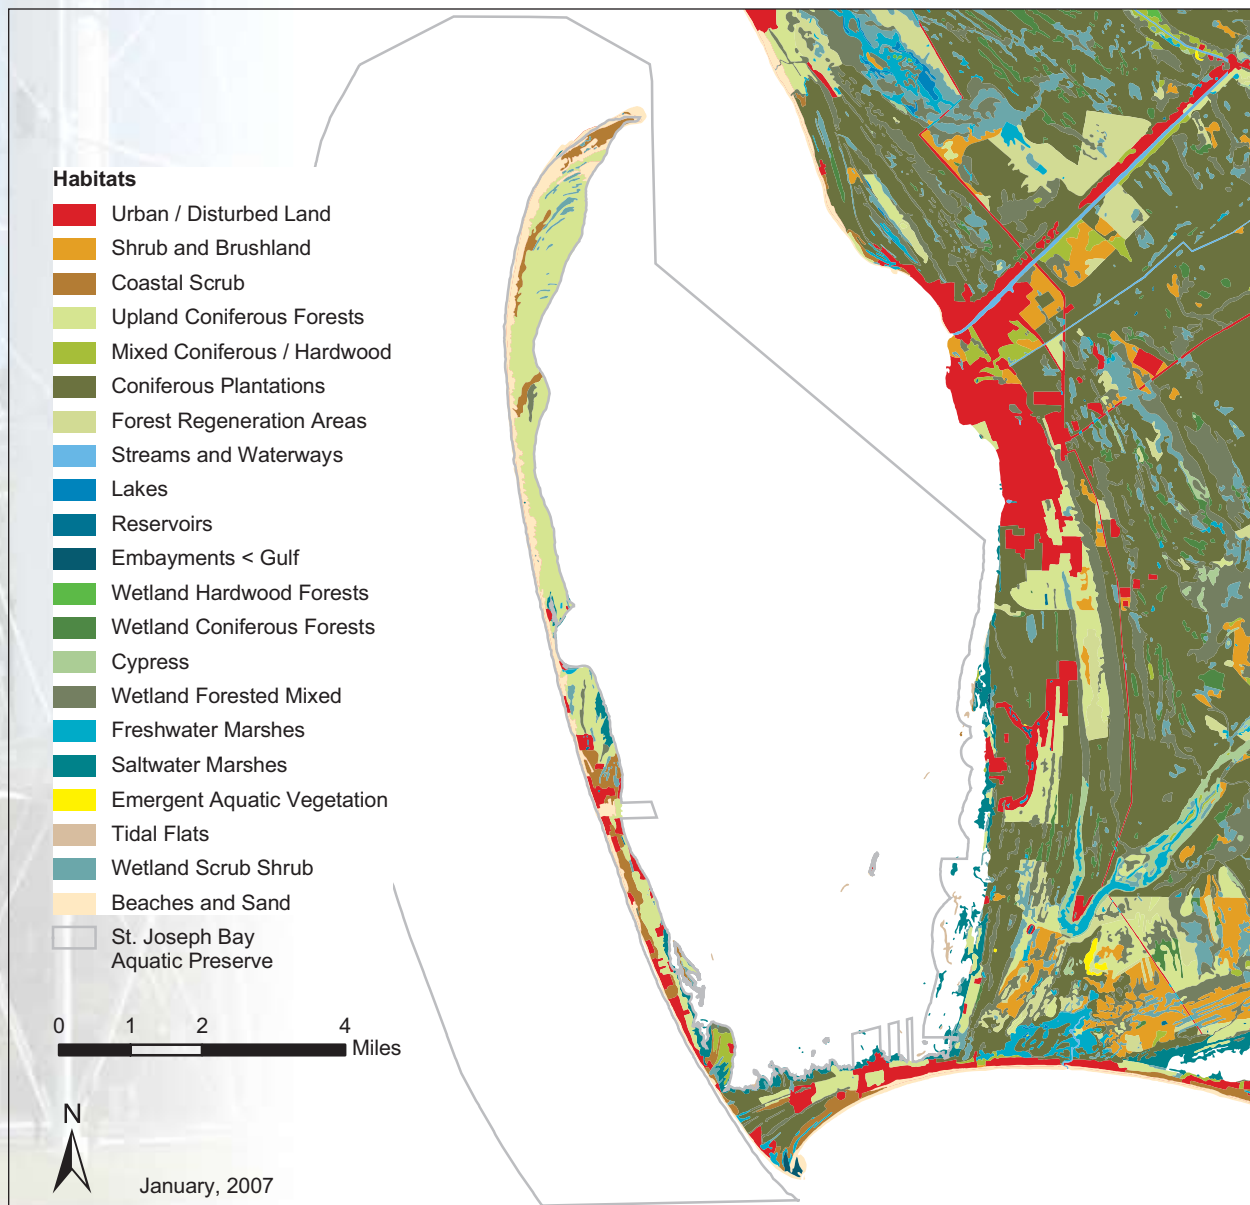 Habitats
Urban / Disturbed Land
Shrub and Brushland
Coastal Scrub
Upland Coniferous Forests
Mixed Coniferous / Hardwood
Coniferous Plantations
Forest Regeneration Areas
Streams and Waterways
Lakes
Reservoirs
Embayments < Gulf
Wetland Hardwood Forests
Wetland Coniferous Forests
Cypress
Wetland Forested Mixed
Freshwater Marshes
Saltwater Marshes
Emergent Aquatic Vegetation
Tidal Flats
Wetland Scrub Shrub
Beaches and Sand
St. Joseph Bay
Aquatic Preserve
0 1 2 4
Miles
N
January, 2007